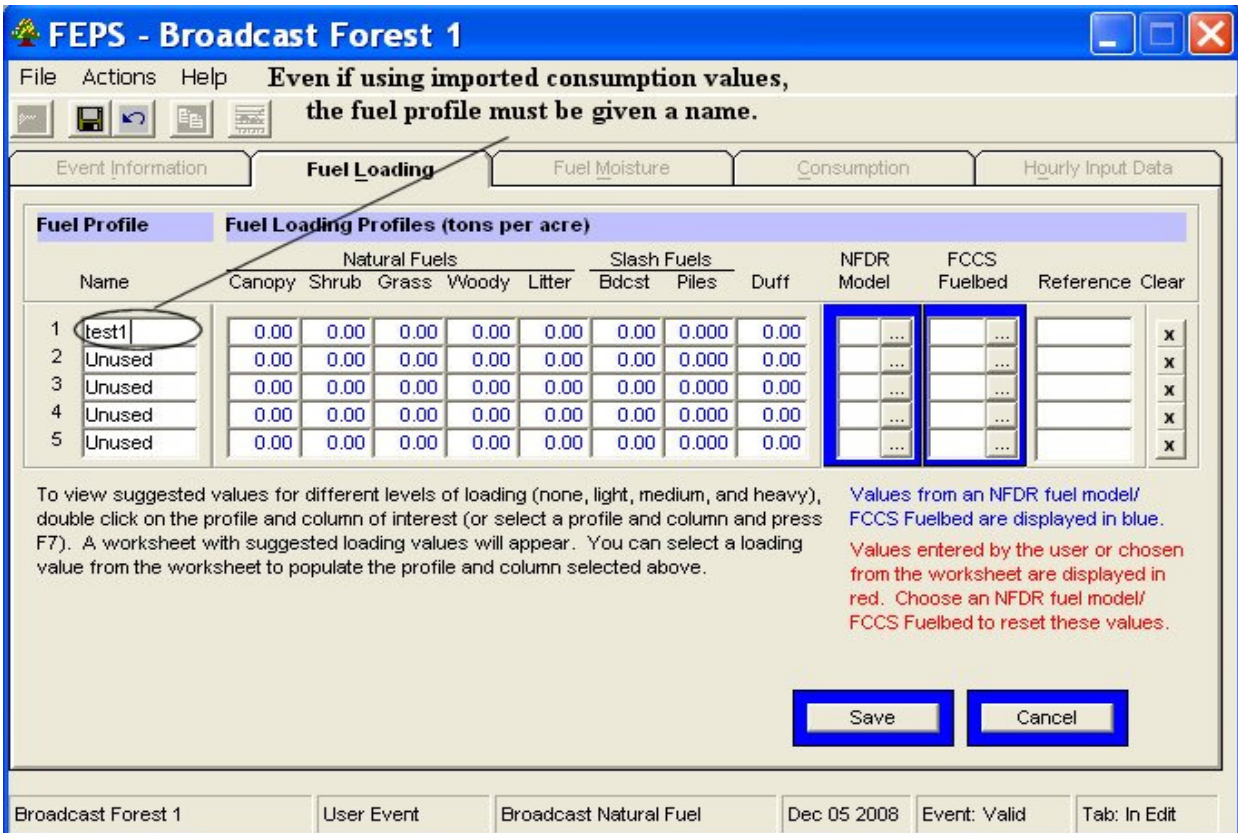 FEPS - Broadcast Forest 1
File Actions Help
Even if using imported consumption values,
the fuel profile must be given a name.
Event Information Fuel Loading Fuel Moisture Consumption Hourly Input Data
Fuel Profile Fuel Loading Profiles (tons per acre)
Natural Fuels Slash Fuels NFDR FCCS
Name Canopy Shrub Grass Woody Litter Bdcst Piles Duff Model Fuelbed Reference Clear
1 test1 0.00 0.00 0.00 0.00 0.00 0.00 0.000 0.00 ... ... x
2 Unused 0.00 0.00 0.00 0.00 0.00 0.00 0.000 0.00 ... ... x
3 Unused 0.00 0.00 0.00 0.00 0.00 0.00 0.000 0.00 ... ... x
4 Unused 0.00 0.00 0.00 0.00 0.00 0.00 0.000 0.00 ... ... x
5 Unused 0.00 0.00 0.00 0.00 0.00 0.00 0.000 0.00 ... ... x
To view suggested values for different levels of loading (none, light, medium, and heavy),
double click on the profile and column of interest (or select a profile and column and press
F7). A worksheet with suggested loading values will appear. You can select a loading
value from the worksheet to populate the profile and column selected above.
Values from an NFDR fuel model/
FCCS Fuelbed are displayed in blue.
Values entered by the user or chosen
from the worksheet are displayed in
red. Choose an NFDR fuel model/
FCCS Fuelbed to reset these values.
Save Cancel
Broadcast Forest 1 User Event Broadcast Natural Fuel Dec 05 2008 Event: Valid Tab: In Edit